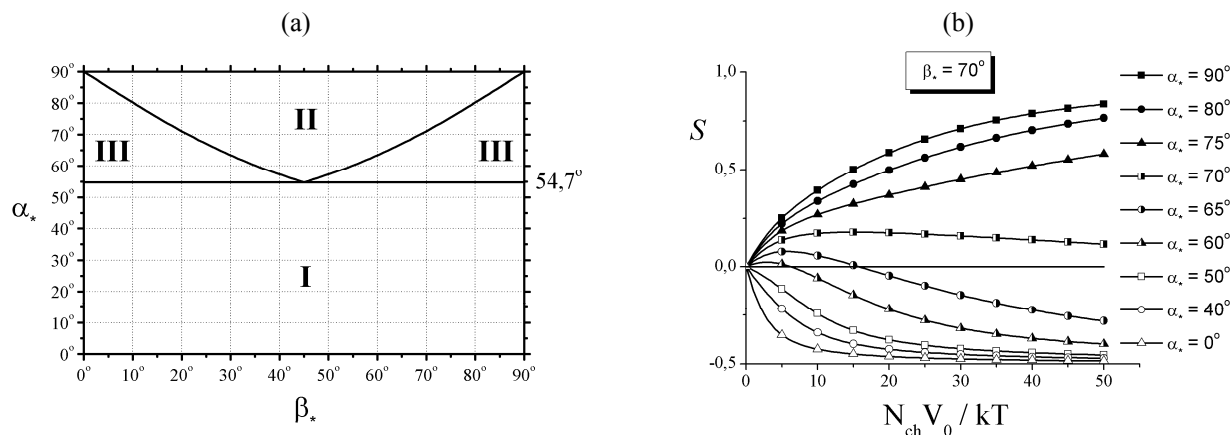 (a)
90°
80°
70°
60°
50°
40°
30°
20°
10°
0°
α⋆
II
III
III
I
54,7°
0° 10° 20° 30° 40° 50° 60° 70° 80° 90°
β⋆
(b)
β⋆ = 70°
1,0
0,5
0,0
-0,5
S
0 10 20 30 40 50
N_ch V_0 / kT
α⋆ = 90°
α⋆ = 80°
α⋆ = 75°
α⋆ = 70°
α⋆ = 65°
α⋆ = 60°
α⋆ = 50°
α⋆ = 40°
α⋆ = 0°